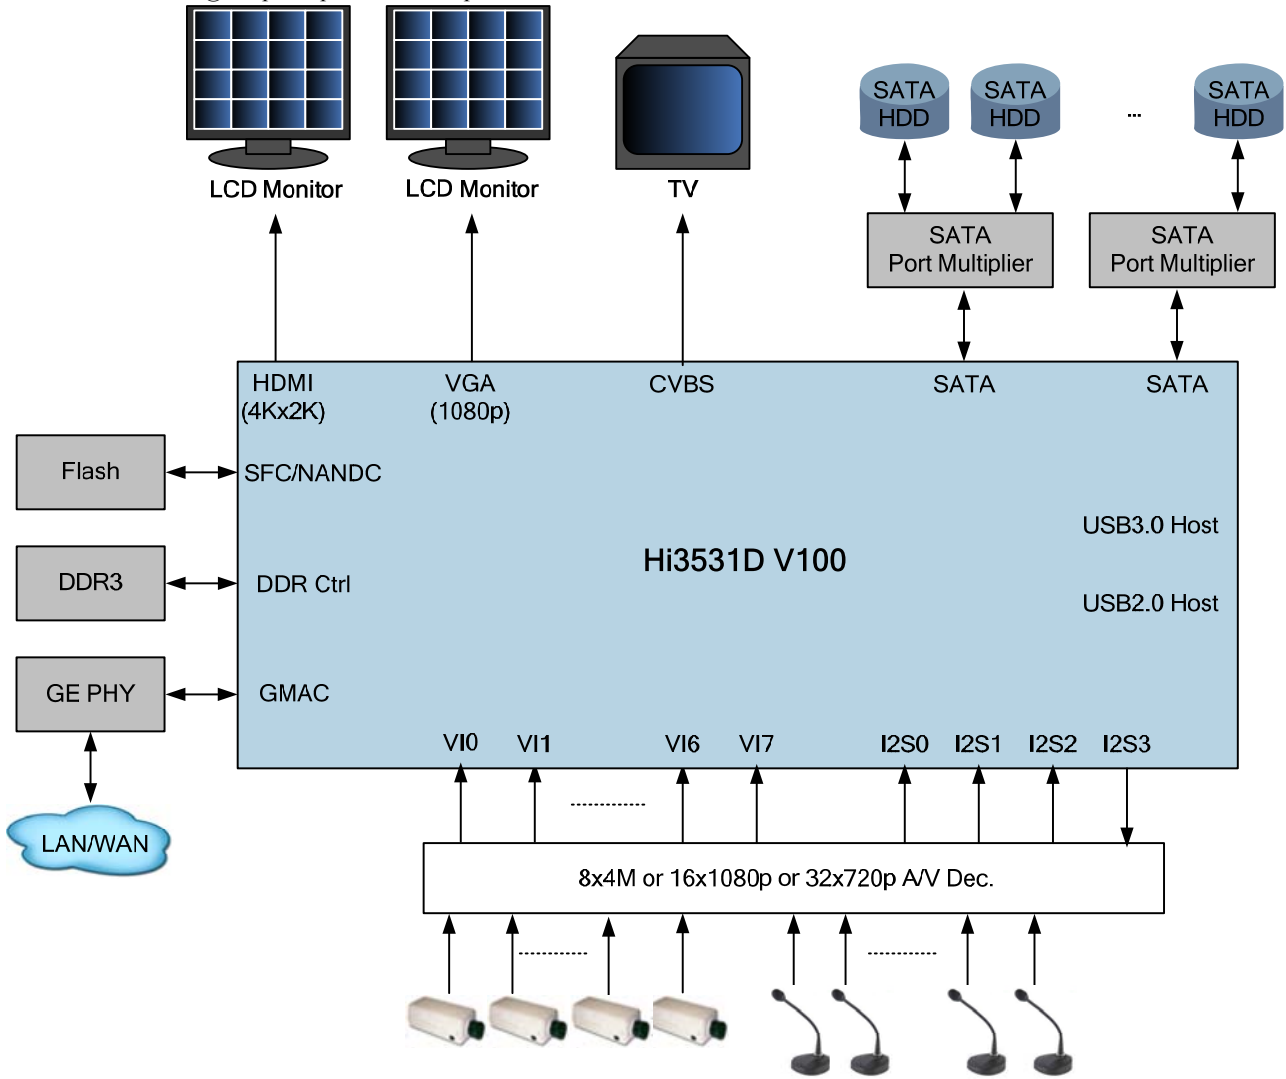 SATA
HDD
SATA
HDD
...
SATA
HDD
LCD Monitor
LCD Monitor
TV
SATA
Port Multiplier
SATA
Port Multiplier
HDMI
(4Kx2K)
VGA
(1080p)
CVBS
SATA
SATA
Flash
SFC/NANDC
USB3.0 Host
Hi3531D V100
DDR3
DDR Ctrl
USB2.0 Host
GE PHY
GMAC
VI0
VI1
VI6
VI7
I2S0
I2S1
I2S2
I2S3
LAN/WAN
8x4M or 16x1080p or 32x720p A/V Dec.